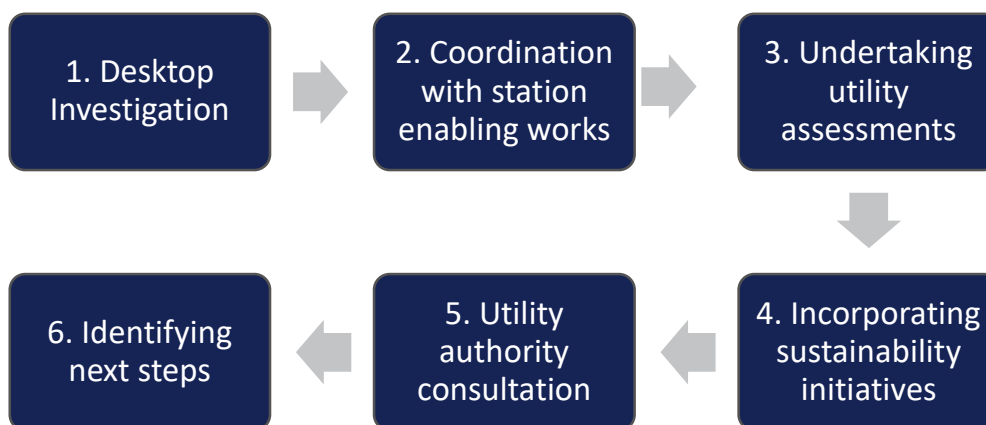 1. Desktop
Investigation
2. Coordination
with station
enabling works
3. Undertaking
utility
assessments
4. Incorporating
sustainability
initiatives
5. Utility
authority
consultation
6. Identifying
next steps